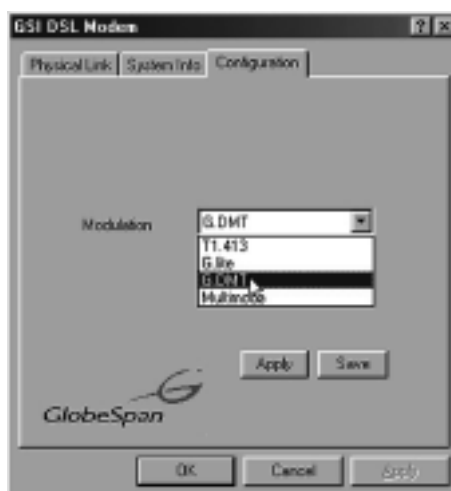 GSI DSL Modem
Physical Link System Info Configuration
Modulation G.DMT
T1.413
G.lite
G.DMT
Multimode
Apply Save
GlobeSpan
OK Cancel Apply